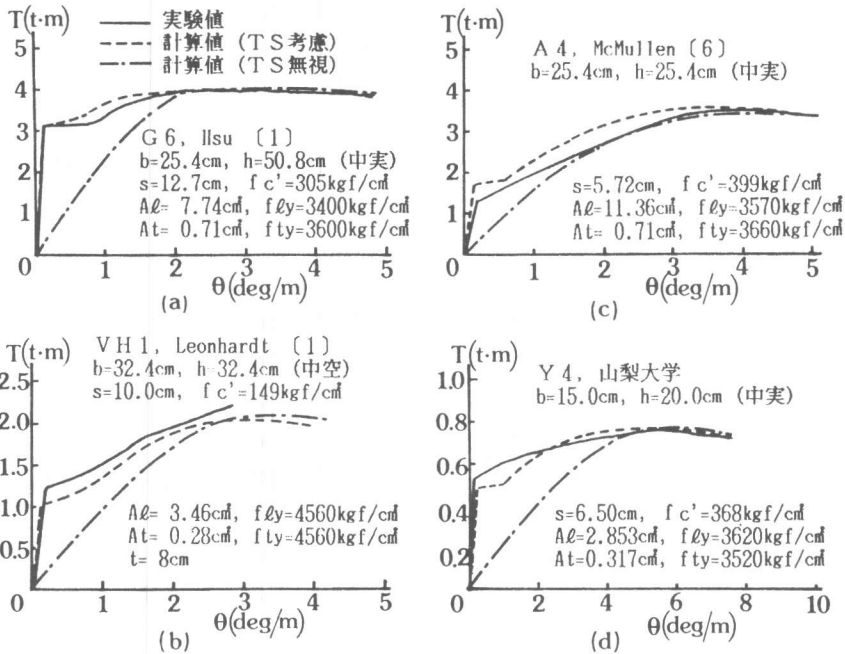 T(t·m)
実験値
計算値 (TS考慮)
計算値 (TS無視)
5
4
3
2
1
0
G6, Hsu 〔1〕
b=25.4cm, h=50.8cm (中実)
s=12.7cm, fc'=305kgf/c㎡
Aℓ= 7.74c㎡, fℓy=3400kgf/c㎡
At= 0.71c㎡, fty=3600kgf/c㎡
1 2 3 4 5
θ(deg/m)
(a)
T(t·m)
5
4
3
2
1
0
A4, McMullen 〔6〕
b=25.4cm, h=25.4cm (中実)
s=5.72cm, fc'=399kgf/c㎡
Aℓ=11.36c㎡, fℓy=3570kgf/c㎡
At= 0.71c㎡, fty=3660kgf/c㎡
1 2 3 4 5
θ(deg/m)
(c)
T(t·m)
VH1, Leonhardt 〔1〕
b=32.4cm, h=32.4cm (中空)
s=10.0cm, fc'=149kgf/c㎡
2.5
2.0
1.5
1.0
0.5
0
Aℓ= 3.46c㎡, fℓy=4560kgf/c㎡
At= 0.28c㎡, fty=4560kgf/c㎡
t= 8cm
1 2 3 4 5
θ(deg/m)
(b)
T(t·m)
1.0
0.8
0.6
0.4
0.2
0
Y4, 山梨大学
b=15.0cm, h=20.0cm (中実)
s=6.50cm, fc'=368kgf/c㎡
Aℓ=2.853c㎡, fℓy=3620kgf/c㎡
At=0.317c㎡, fty=3520kgf/c㎡
2 4 6 8 10
θ(deg/m)
(d)